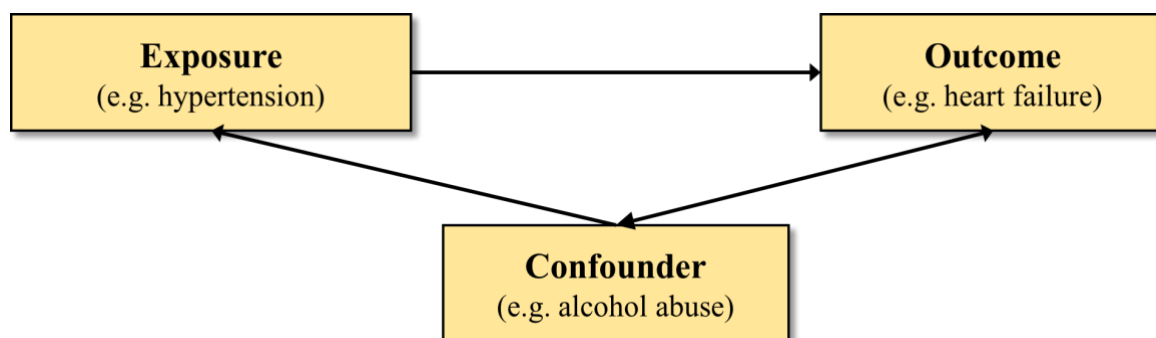 Exposure
(e.g. hypertension)
Outcome
(e.g. heart failure)
Confounder
(e.g. alcohol abuse)